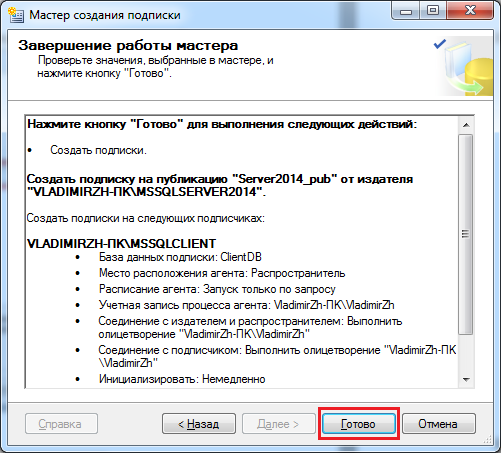 Мастер создания подписки
Завершение работы мастера
Проверьте значения, выбранные в мастере, и
нажмите кнопку "Готово".
Нажмите кнопку "Готово" для выполнения следующих действий:
• Создать подписки.
Создать подписку на публикацию "Server2014_pub" от издателя
"VLADIMIRZH-ПК\MSSQLSERVER2014".
Создать подписки на следующих подписчиках:
VLADIMIRZH-ПК\MSSQLCLIENT
• База данных подписки: ClientDB
• Место расположения агента: Распространитель
• Расписание агента: Запуск только по запросу
• Учетная запись процесса агента: VladimirZh-ПК\VladimirZh
• Соединение с издателем и распространителем: Выполнить
олицетворение "VladimirZh-ПК\VladimirZh"
• Соединение с подписчиком: Выполнить олицетворение "VladimirZh-ПК
\VladimirZh"
• Инициализировать: Немедленно
Справка
< Назад
Далее >
Готово
Отмена